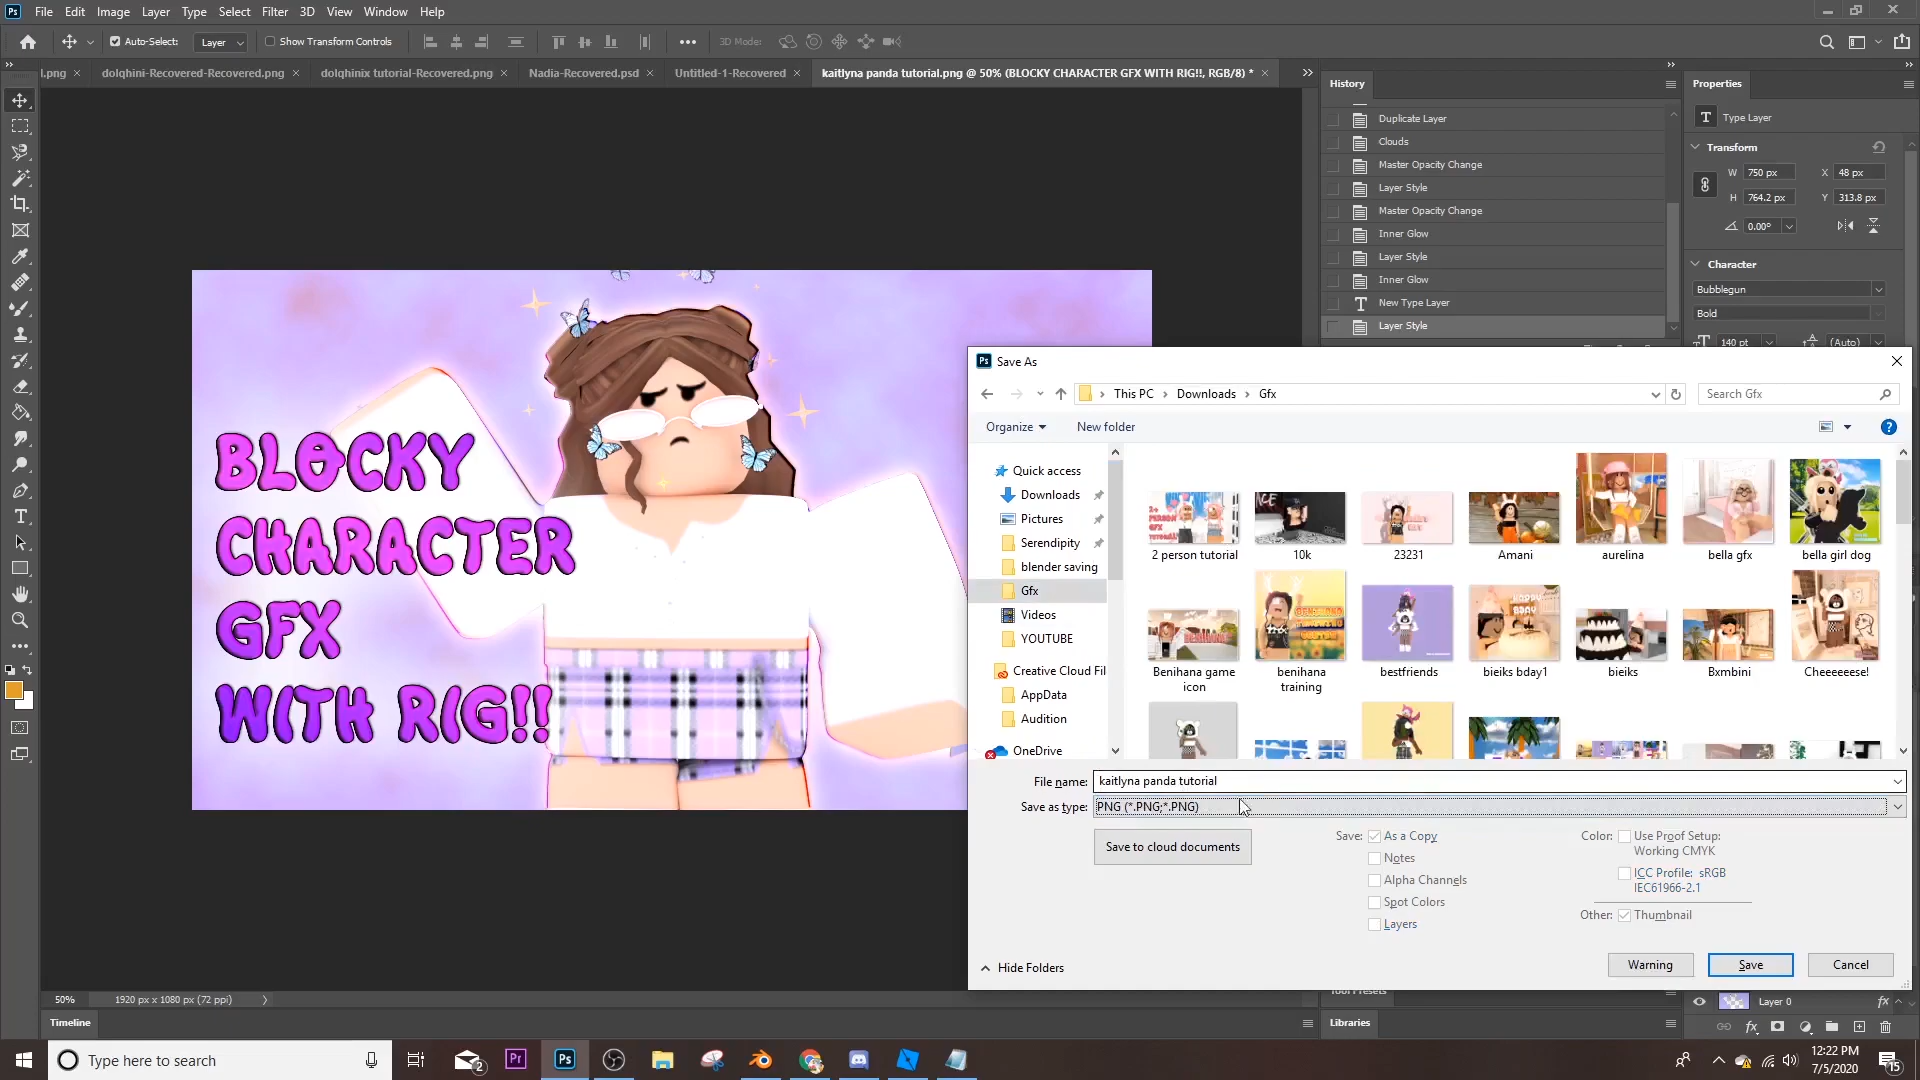 Ps File Edit Image Layer Type Select Filter 3D View Window Help
Auto-Select: Layer Show Transform Controls 3D Mode:
l.png × dolqhini-Recovered-Recovered.png × dolqhinix tutorial-Recovered.png × Nadia-Recovered.psd × Untitled-1-Recovered × kaitlyna panda tutorial.png @ 50% (BLOCKY CHARACTER GFX WITH RIG!!, RGB/8) * ×
History
Duplicate Layer
Clouds
Master Opacity Change
Layer Style
Master Opacity Change
Inner Glow
Layer Style
Inner Glow
New Type Layer
Layer Style
Properties
Type Layer
Transform
W 750 px X 48 px
H 764.2 px Y 313.8 px
0.00°
Character
Bubblegun
Bold
140 pt (Auto)
BLOCKY
CHARACTER
GFX
WITH RIG!!
Ps Save As
This PC > Downloads > Gfx
Search Gfx
Organize New folder
Quick access
Downloads
Pictures
Serendipity
blender saving
Gfx
Videos
YOUTUBE
Creative Cloud Fil
AppData
Audition
OneDrive
2 person tutorial 10k 23231 Amani aurelina bella gfx bella girl dog
Benihana game icon benihana training bestfriends bieiks bday1 bieiks Bxmbini Cheeeeeese!
File name: kaitlyna panda tutorial
Save as type: PNG (*.PNG;*.PNG)
Save to cloud documents
Save: As a Copy
Notes
Alpha Channels
Spot Colors
Layers
Color: Use Proof Setup:
Working CMYK
ICC Profile: sRGB
IEC61966-2.1
Other: Thumbnail
Hide Folders
Warning Save Cancel
50% 1920 px x 1080 px (72 ppi)
Timeline
Tool Presets
Libraries
Layer 0 fx
Type here to search
2 Pr Ps
12:22 PM
7/5/2020
15